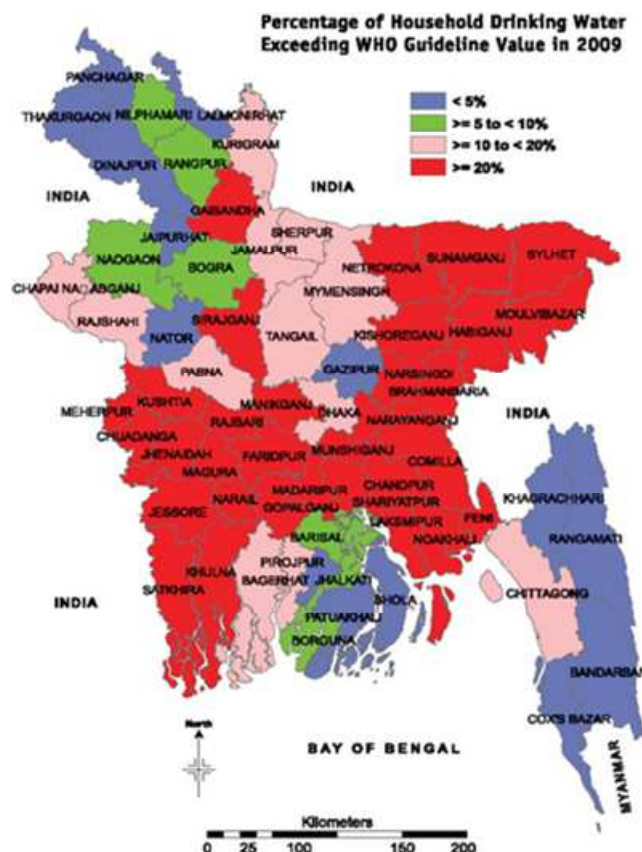 Percentage of Household Drinking Water
Exceeding WHO Guideline Value in 2009
< 5%
>= 5 to < 10%
>= 10 to < 20%
>= 20%
PANCHAGAR
THAKURGAON
NILPHAMARI
LALMONIRHAT
KURIGRAM
DINAJPUR
RANGPUR
INDIA
INDIA
GAIBANDHA
SHERPUR
JAIPURHAT
JAMALPUR
NAOGAON
BOGRA
NETROKONA
SUNAMGANJ
SYLHET
MYMENSINGH
CHAPAI NAOABGANJ
MOULVIBAZAR
RAJSHAHI
SIRAJGANJ
HABIGANJ
NATOR
TANGAIL
KISHOREGANJ
GAZIPUR
NARSINGDI
PABNA
BRAHMANBARIA
KUSHTIA
MANIKGANJ
DHAKA
MEHERPUR
RAJBARI
NARAYANGANJ
INDIA
CHUADANGA
JHENAIDAH
FARIDPUR
MUNSHIGANJ
COMILLA
MAGURA
CHANDPUR
MADARIPUR
NARAIL
SHARIYATPUR
KHAGRACHHARI
JESSORE
GOPALGANJ
LAKSMIPUR
FENI
BARISAL
NOAKHALI
RANGAMATI
PIROJPUR
KHULNA
BAGERHAT
JHALKATI
SATKHIRA
BHOLA
CHITTAGONG
INDIA
PATUAKHALI
BORGUNA
BANDARBAN
COX'S BAZAR
North
BAY OF BENGAL
MYANMAR
Kilometers
0 25 50 100 150 200